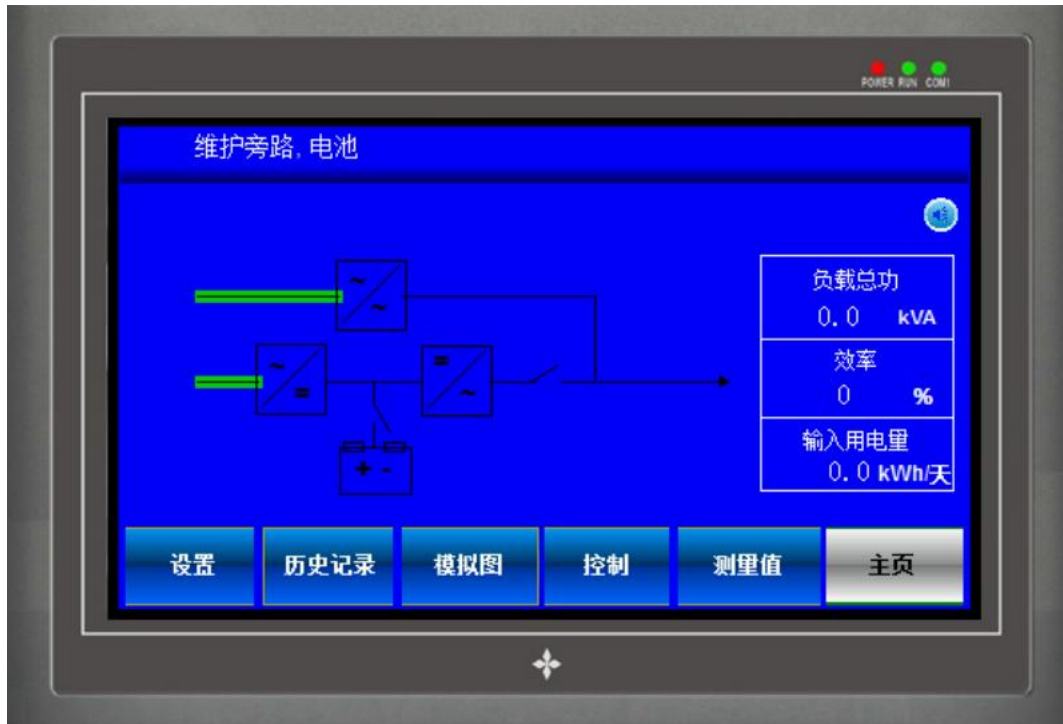 POWER RUN COM1
维护旁路, 电池
负载总功
0.0 kVA
效率
0 %
输入用电量
0.0 kWh/天
~
~
~
=
=
~
+ -
设置 历史记录 模拟图 控制 测量值 主页